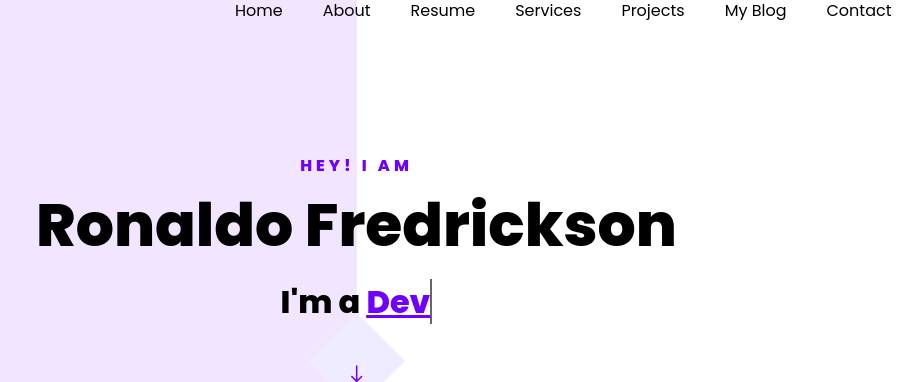 Home About Resume Services Projects My Blog Contact
HEY! I AM
Ronaldo Fredrickson
I'm a Dev